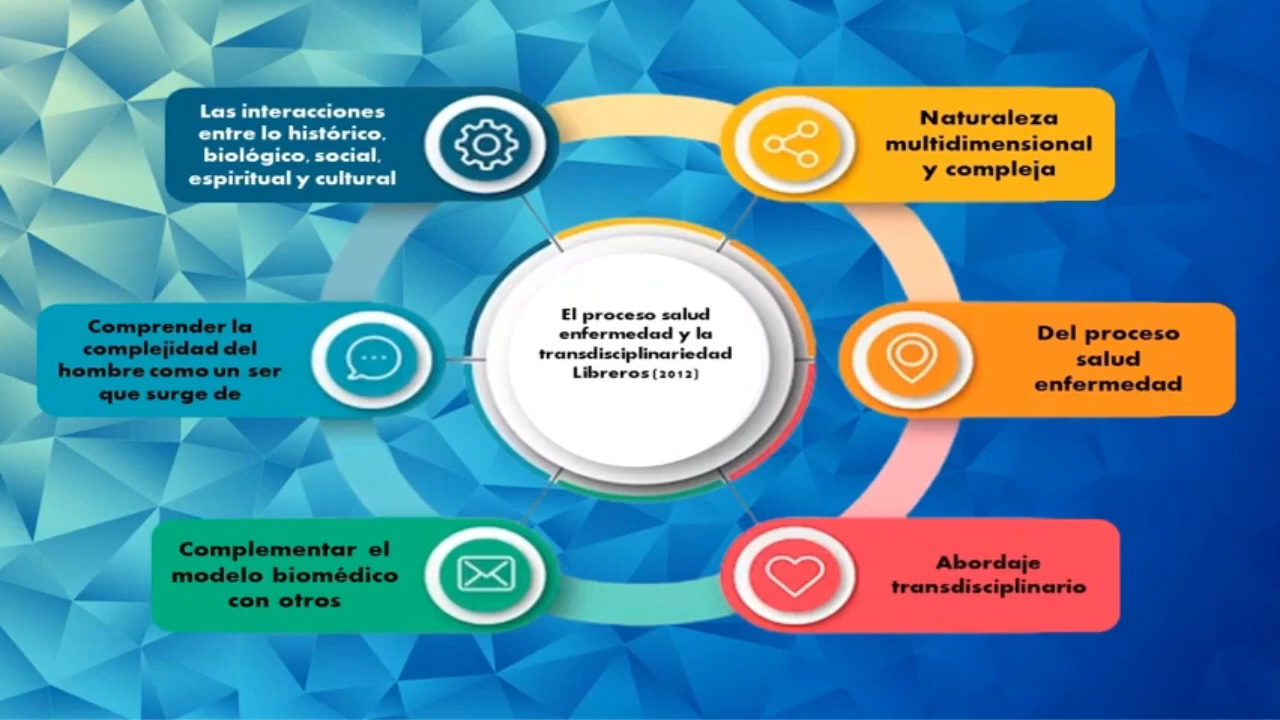 Las interacciones
entre lo histórico,
biológico, social,
espiritual y cultural
Naturaleza
multidimensional
y compleja
El proceso salud
enfermedad y la
transdisciplinariedad
Libreros (2012)
Comprender la
complejidad del
hombre como un ser
que surge de
Del proceso
salud
enfermedad
Complementar el
modelo biomédico
con otros
Abordaje
transdisciplinario